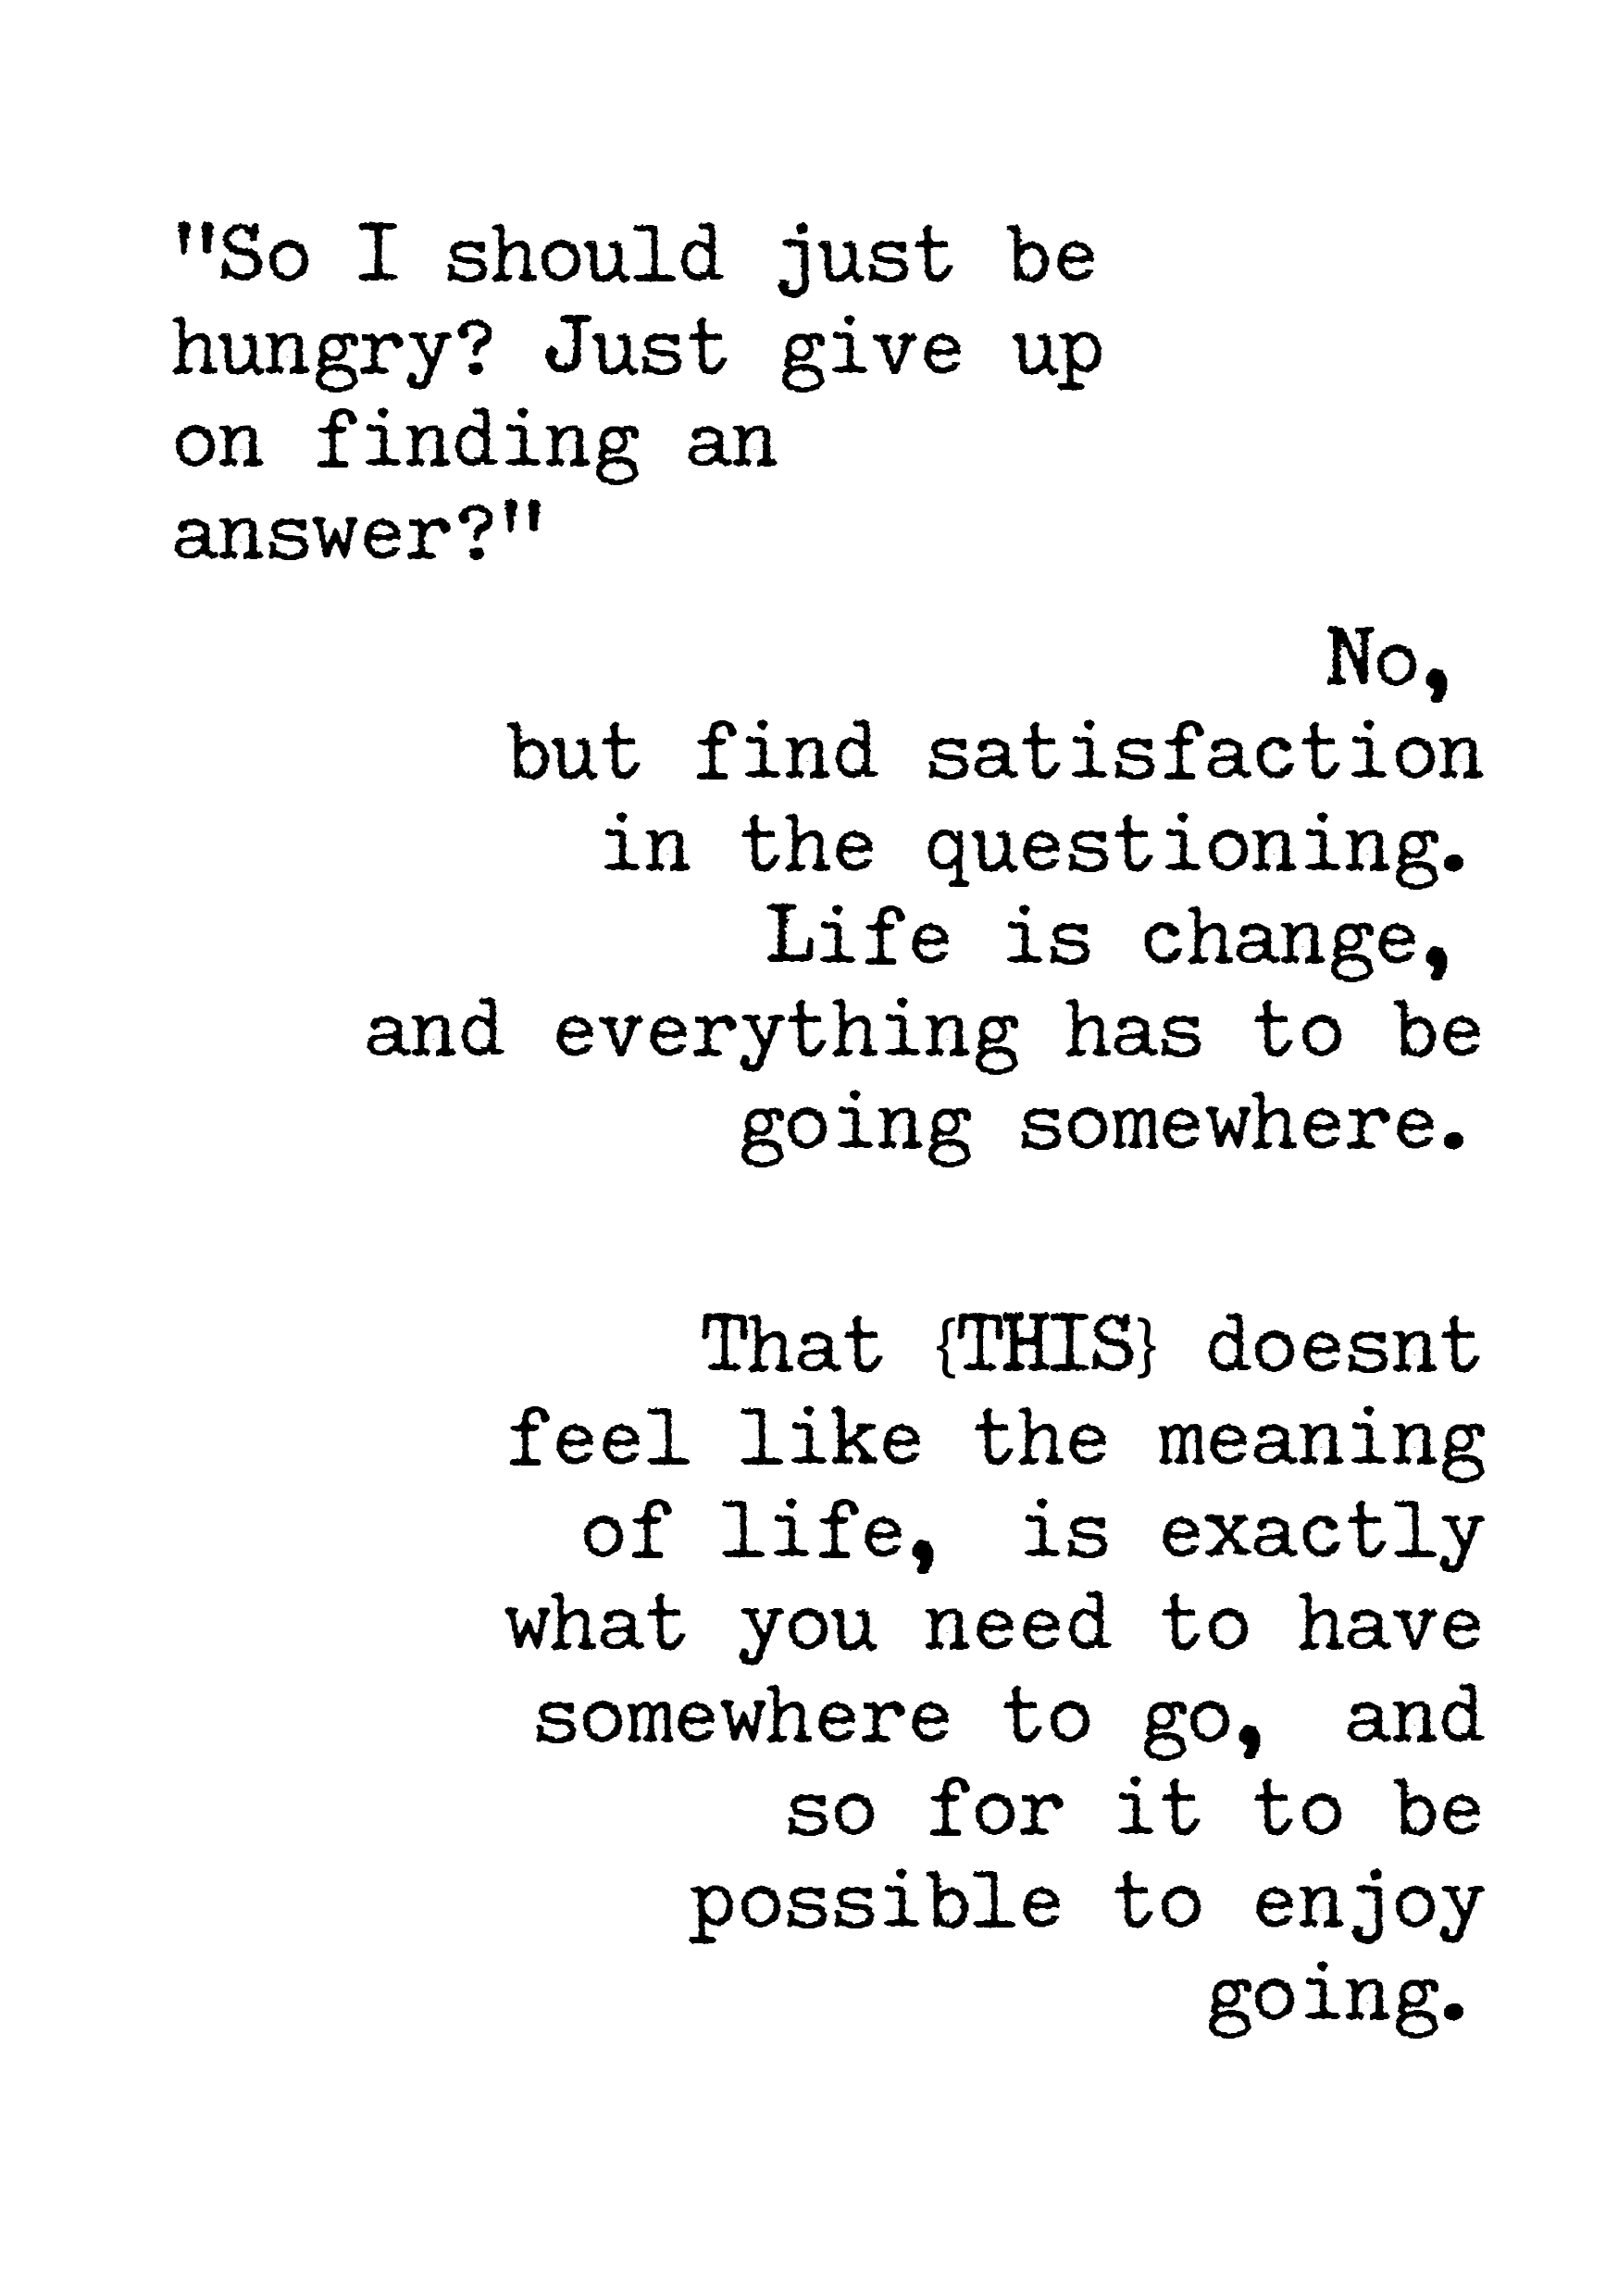 "So I should just be
hungry? Just give up
on finding an
answer?"
No,
but find satisfaction
in the questioning.
Life is change,
and everything has to be
going somewhere.
That {THIS} doesnt
feel like the meaning
of life, is exactly
what you need to have
somewhere to go, and
so for it to be
possible to enjoy
going.